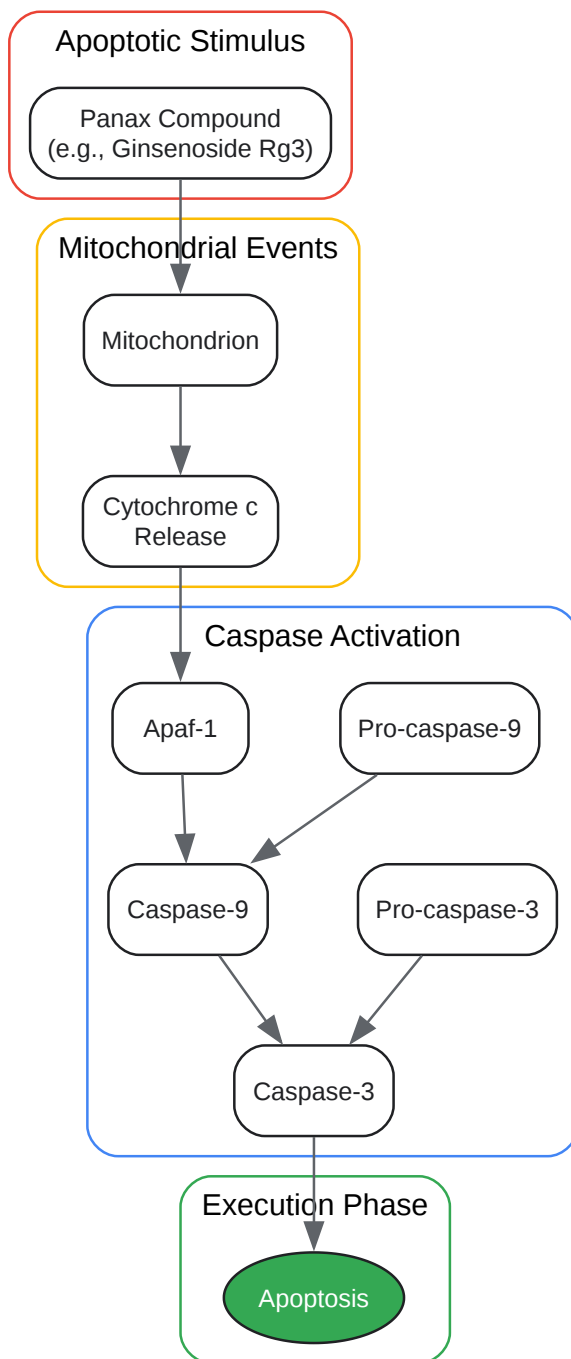 Apoptotic Stimulus
Panax Compound
(e.g., Ginsenoside Rg3)
Mitochondrial Events
Mitochondrion
Cytochrome c
Release
Caspase Activation
Apaf-1
Pro-caspase-9
Caspase-9
Pro-caspase-3
Caspase-3
Execution Phase
Apoptosis